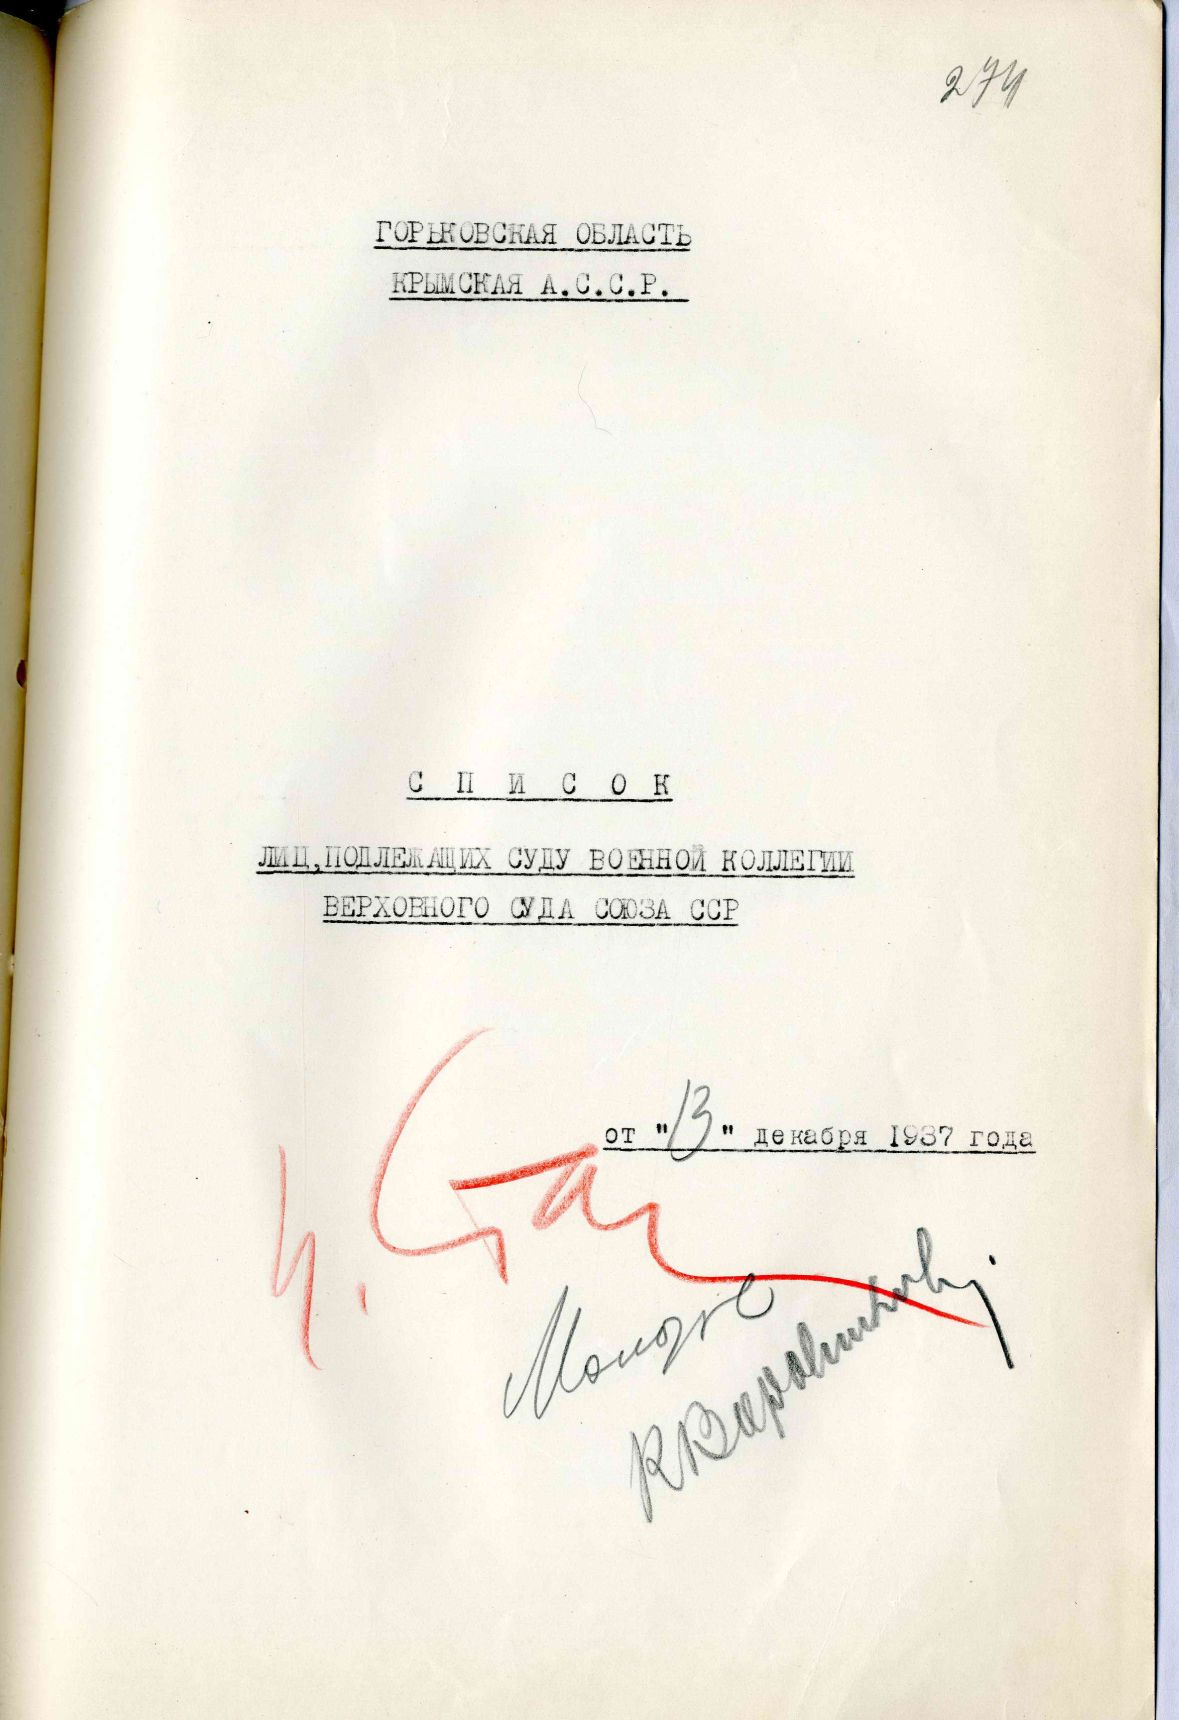 274
ГОРЬКОВСКАЯ ОБЛАСТЬ
КРЫМСКАЯ А.С.С.Р.
С П И С О К
ЛИЦ,ПОДЛЕЖАЩИХ СУДУ ВОЕННОЙ КОЛЛЕГИИ
ВЕРХОВНОГО СУДА СОЮЗА ССР
от "13" декабря 1937 года
И. Ста
Молотов
К Ворошилов